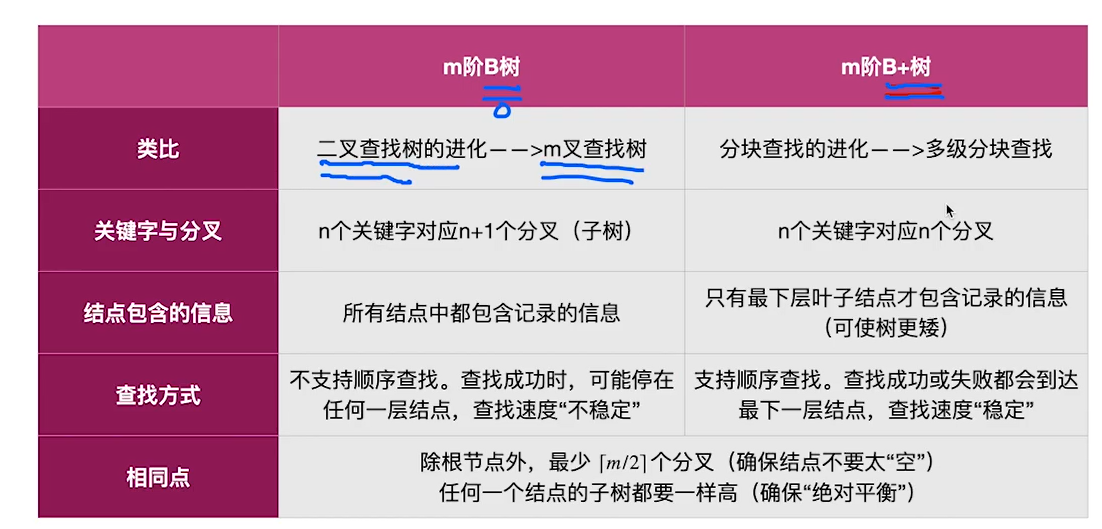 m阶B树
m阶B+树
类比
二叉查找树的进化——>m叉查找树
分块查找的进化——>多级分块查找
关键字与分叉
n个关键字对应n+1个分叉（子树）
n个关键字对应n个分叉
结点包含的信息
所有结点中都包含记录的信息
只有最下层叶子结点才包含记录的信息
（可使树更矮）
查找方式
不支持顺序查找。查找成功时，可能停在
任何一层结点，查找速度“不稳定”
支持顺序查找。查找成功或失败都会到达
最下一层结点，查找速度“稳定”
相同点
除根节点外，最少 ⌈m/2⌉个分叉（确保结点不要太“空”）
任何一个结点的子树都要一样高（确保“绝对平衡”）